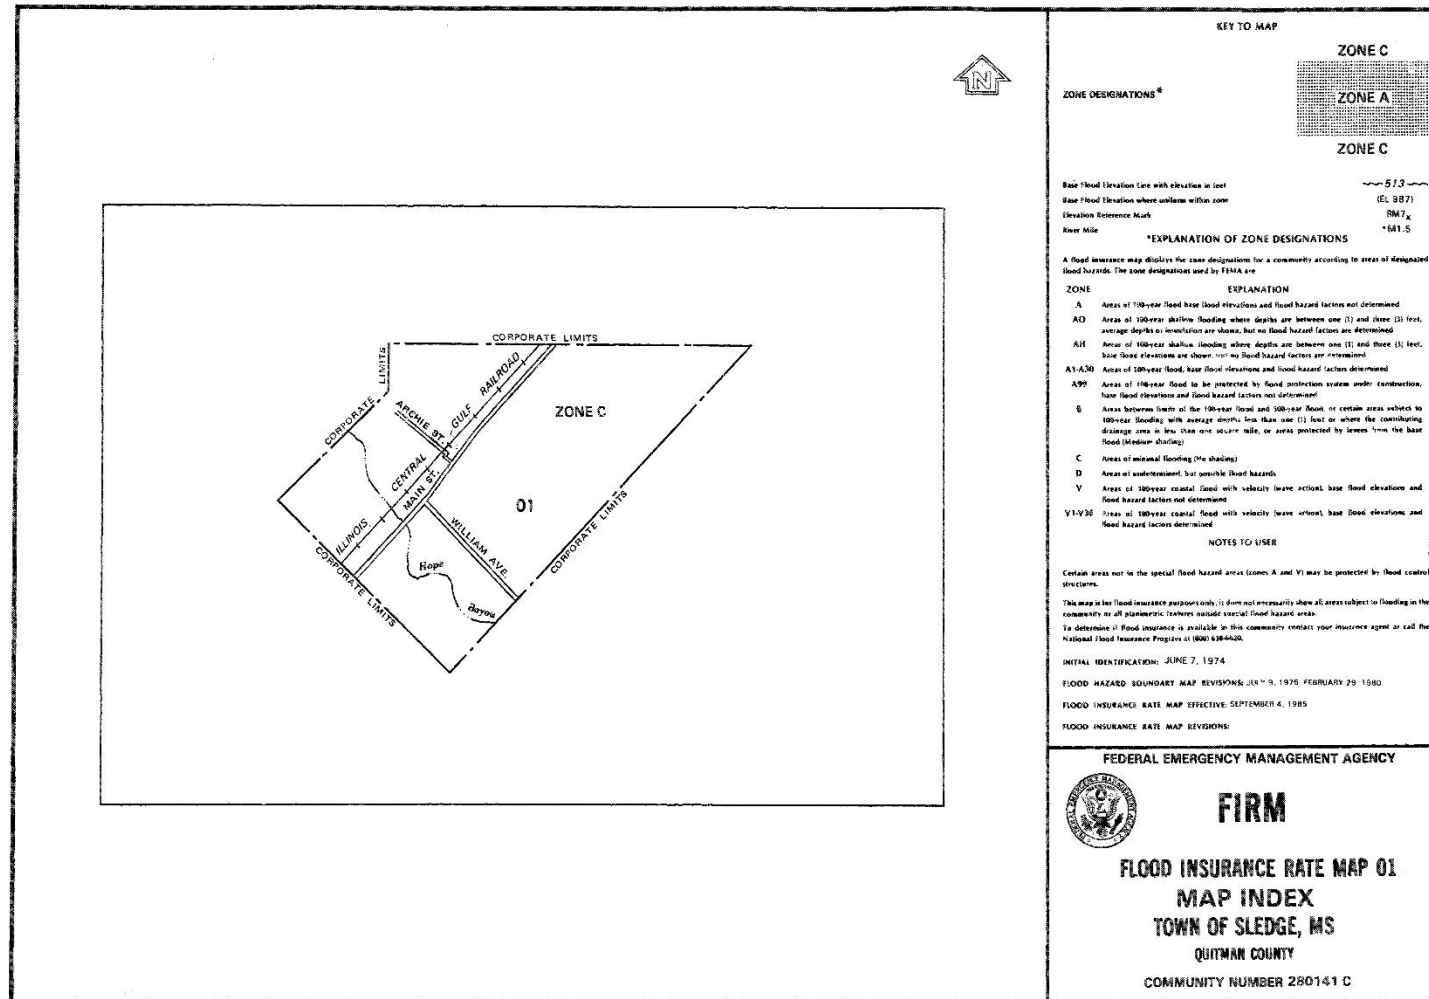 N
CORPORATE LIMITS
LIMITS
CORPORATE
ARCHIE ST.
GULF
RAILROAD
ZONE C
CENTRAL
MAIN ST.
ILLINOIS
01
WILLIAM AVE.
CORPORATE LIMITS
CORPORATE LIMITS
Hope
Bayou
KEY TO MAP
ZONE C
ZONE DESIGNATIONS*
ZONE A
ZONE C
Base Flood Elevation Line with elevation in feet
~~513~~
Base Flood Elevation where uniform within zone
(EL 987)
Elevation Reference Mark
RM7x
River Mile
•M1.5
*EXPLANATION OF ZONE DESIGNATIONS
A flood insurance map displays the zone designations for a community according to areas of designated
flood hazards. The zone designations used by FEMA are
ZONE EXPLANATION
A Areas of 100-year flood base flood elevations and flood hazard factors not determined
AO Areas of 100-year shallow flooding where depths are between one (1) and three (3) feet,
average depths of inundation are shown, but no flood hazard factors are determined
AH Areas of 100-year shallow flooding where depths are between one (1) and three (3) feet,
base flood elevations are shown, but no flood hazard factors are determined
A1-A30 Areas of 100-year flood, base flood elevations and flood hazard factors determined
A99 Areas of 100-year flood to be protected by flood protection system under construction,
base flood elevations and flood hazard factors not determined
B Areas between limits of the 100-year flood and 500-year flood, or certain areas subject to
100-year flooding with average depths less than one (1) foot or where the contributing
drainage area is less than one square mile, or areas protected by levees from the base
flood (Medium shading)
C Areas of minimal flooding (No shading)
D Areas of undetermined, but possible flood hazards
V Areas of 100-year coastal flood with velocity (wave action), base flood elevations and
flood hazard factors not determined
V1-V30 Areas of 100-year coastal flood with velocity (wave action), base flood elevations and
flood hazard factors determined
NOTES TO USER
Certain areas not in the special flood hazard areas (zones A and V) may be protected by flood control
structures.
This map is for flood insurance purposes only, it does not necessarily show all areas subject to flooding in the
community or all planimetric features outside special flood hazard areas.
To determine if flood insurance is available in this community contact your insurance agent or call the
National Flood Insurance Program at (800) 638-6620.
INITIAL IDENTIFICATION: JUNE 7, 1974
FLOOD HAZARD BOUNDARY MAP REVISIONS: JULY 9, 1976 FEBRUARY 29, 1980
FLOOD INSURANCE RATE MAP EFFECTIVE: SEPTEMBER 4, 1985
FLOOD INSURANCE RATE MAP REVISIONS:
FEDERAL EMERGENCY MANAGEMENT AGENCY
FEDERAL EMERGENCY MANAGEMENT AGENCY
FIRM
FLOOD INSURANCE RATE MAP 01
MAP INDEX
TOWN OF SLEDGE, MS
QUITMAN COUNTY
COMMUNITY NUMBER 280141 C